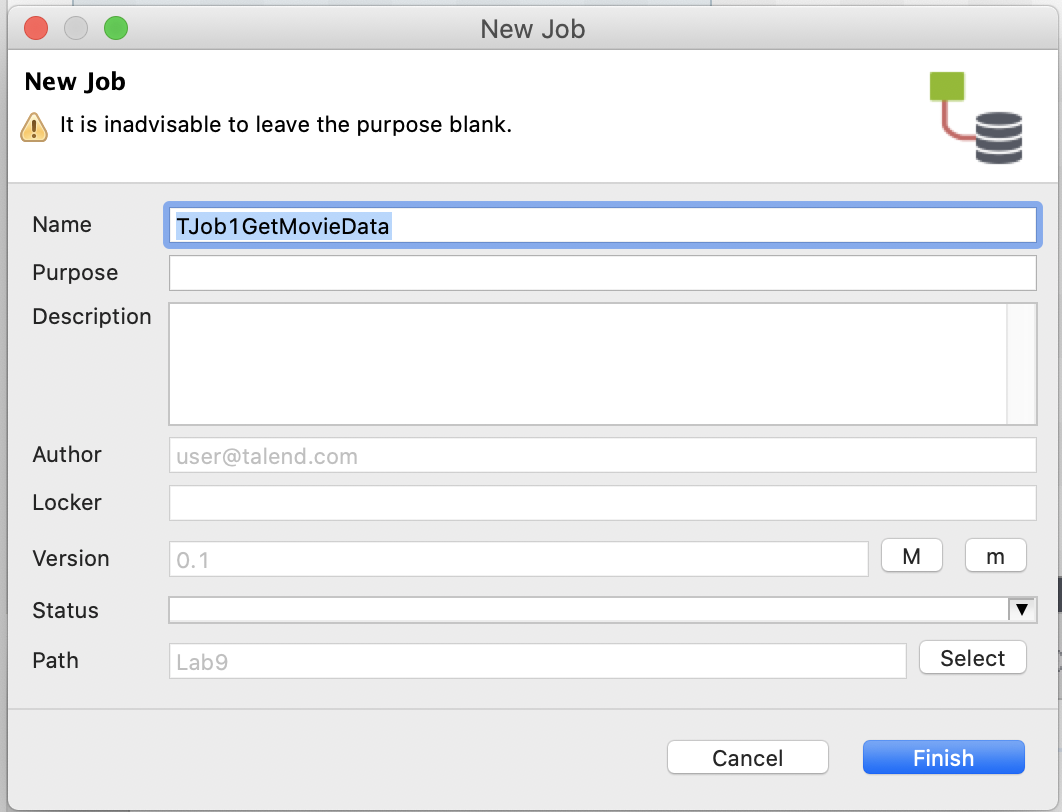 New Job
New Job
It is inadvisable to leave the purpose blank.
Name TJob1GetMovieData
Purpose
Description
Author user@talend.com
Locker
Version 0.1 M m
Status
Path Lab9 Select
Cancel Finish